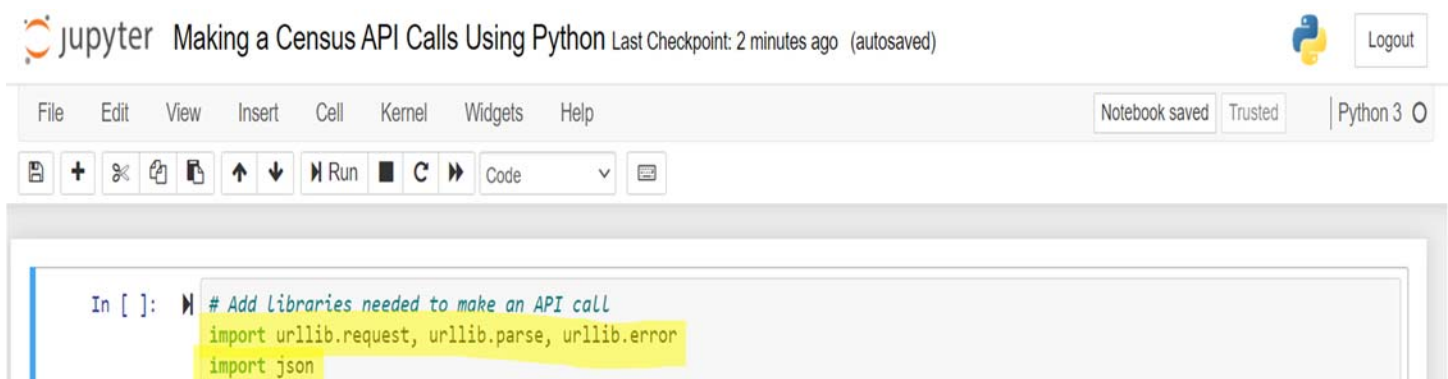 jupyter Making a Census API Calls Using Python Last Checkpoint: 2 minutes ago (autosaved) Logout
File Edit View Insert Cell Kernel Widgets Help Notebook saved Trusted Python 3
Run Code
In [ ]: # Add libraries needed to make an API call
import urllib.request, urllib.parse, urllib.error
import json